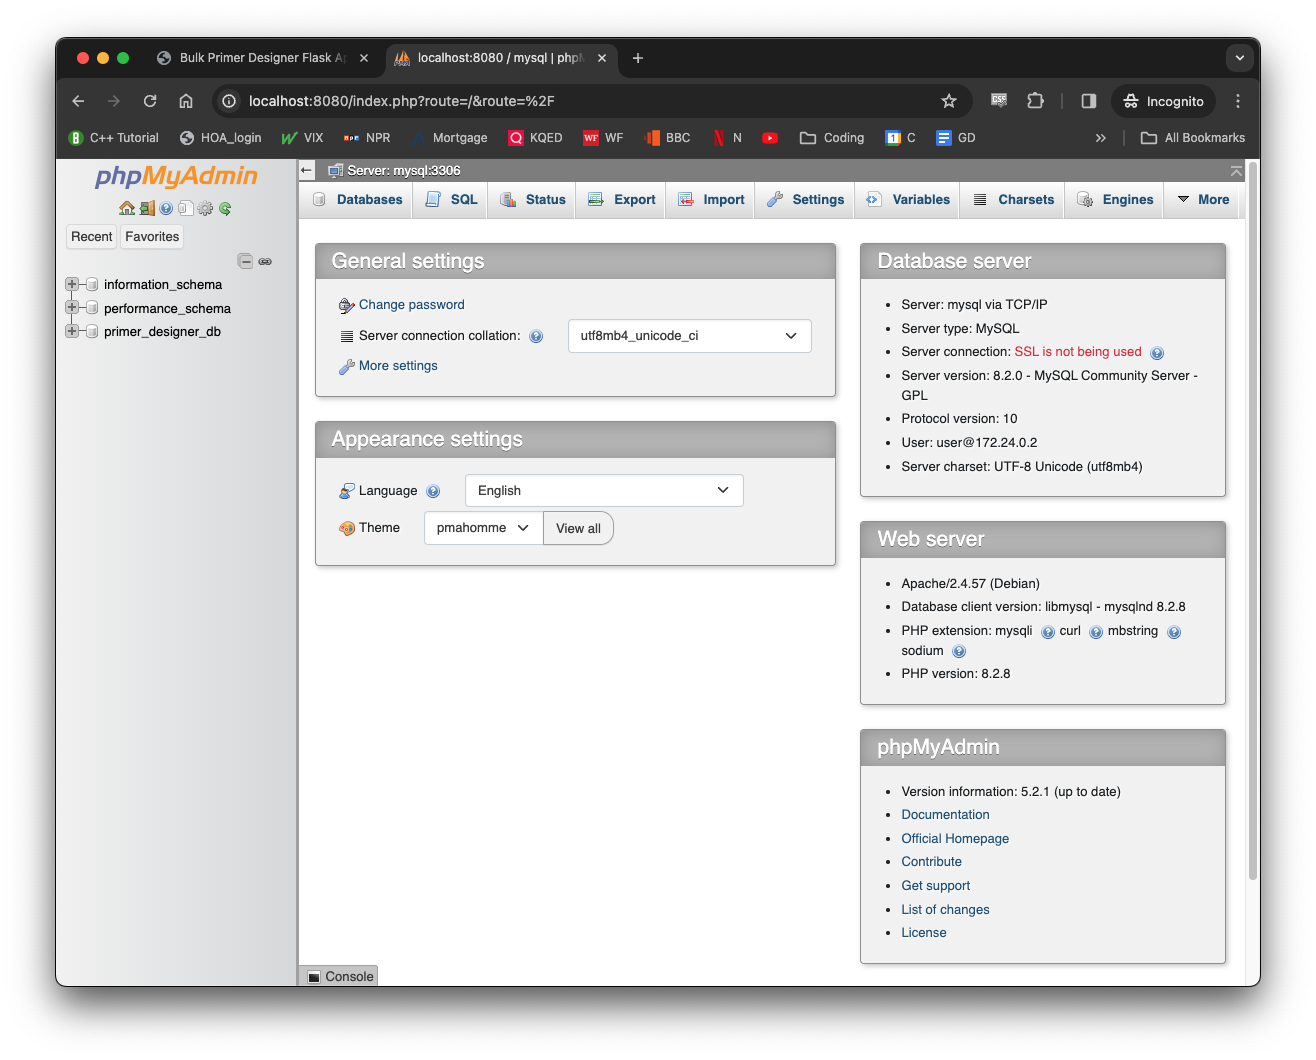 Bulk Primer Designer Flask Ap
localhost:8080 / mysql | phpM
localhost:8080/index.php?route=/&route=%2F
CSS
Incognito
B C++ Tutorial
HOA_login
VIX
npr NPR
Mortgage
Q KQED
WF WF
BBC
N
Coding
1 C
GD
All Bookmarks
phpMyAdmin
Recent
Favorites
information_schema
performance_schema
primer_designer_db
Server: mysql:3306
Databases
SQL
Status
Export
Import
Settings
Variables
Charsets
Engines
More
General settings
Change password
Server connection collation:
utf8mb4_unicode_ci
More settings
Appearance settings
Language
English
Theme
pmahomme
View all
Database server
Server: mysql via TCP/IP
Server type: MySQL
Server connection: SSL is not being used
Server version: 8.2.0 - MySQL Community Server -
GPL
Protocol version: 10
User: user@172.24.0.2
Server charset: UTF-8 Unicode (utf8mb4)
Web server
Apache/2.4.57 (Debian)
Database client version: libmysql - mysqlnd 8.2.8
PHP extension: mysqli curl mbstring
sodium
PHP version: 8.2.8
phpMyAdmin
Version information: 5.2.1 (up to date)
Documentation
Official Homepage
Contribute
Get support
List of changes
License
Console